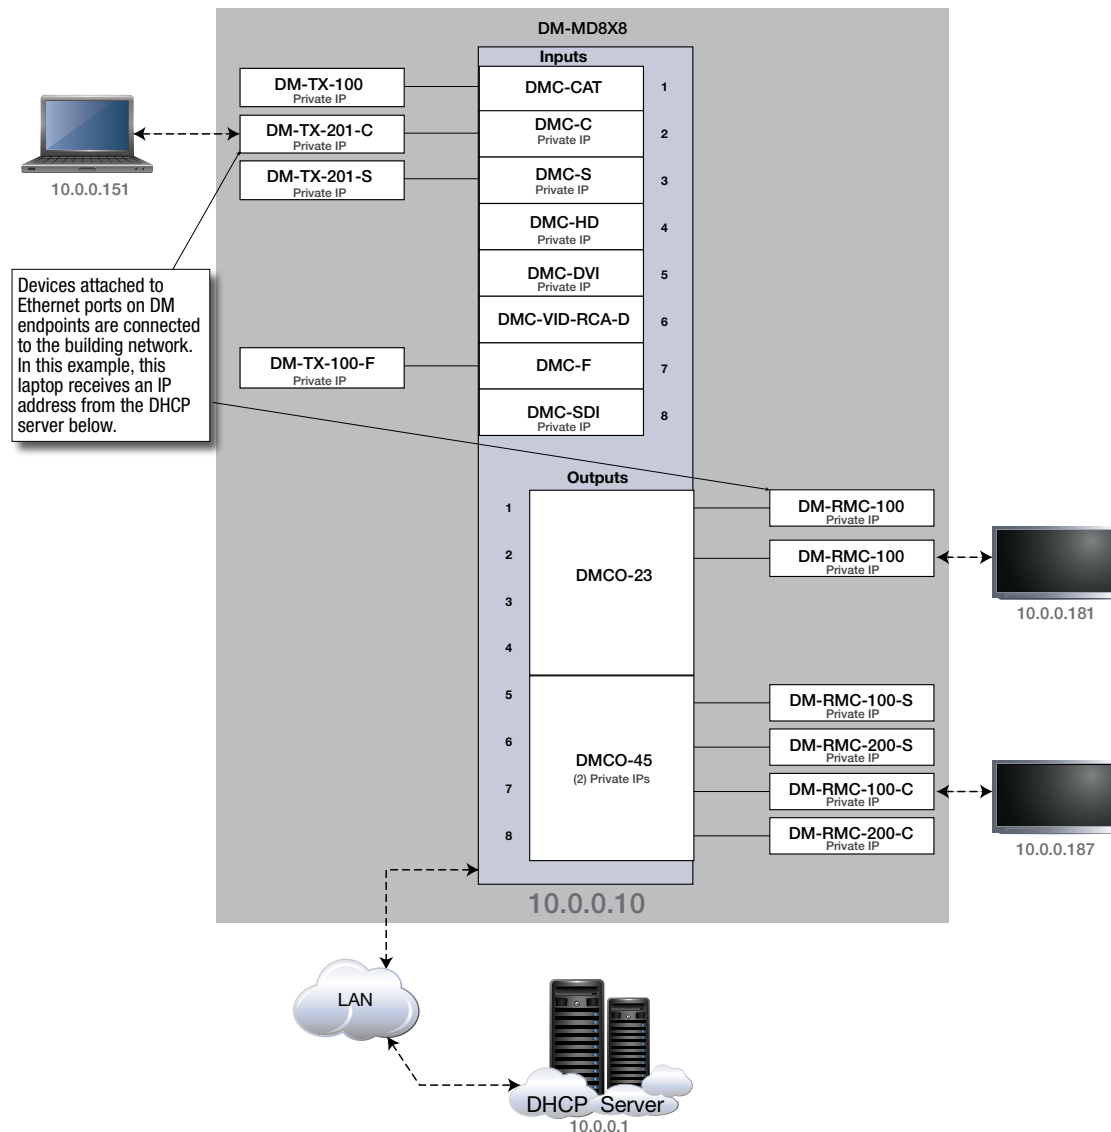 DM-MD8X8
Inputs
DM-TX-100
Private IP
DMC-CAT
1
DM-TX-201-C
Private IP
DMC-C
Private IP
2
10.0.0.151
DM-TX-201-S
Private IP
DMC-S
Private IP
3
DMC-HD
Private IP
4
DMC-DVI
Private IP
5
DMC-VID-RCA-D
6
DM-TX-100-F
Private IP
DMC-F
7
DMC-SDI
Private IP
8
Devices attached to
Ethernet ports on DM
endpoints are connected
to the building network.
In this example, this
laptop receives an IP
address from the DHCP
server below.
Outputs
1
2
3
4
DMCO-23
DM-RMC-100
Private IP
DM-RMC-100
Private IP
10.0.0.181
5
6
7
8
DMCO-45
(2) Private IPs
DM-RMC-100-S
Private IP
DM-RMC-200-S
Private IP
DM-RMC-100-C
Private IP
DM-RMC-200-C
Private IP
10.0.0.187
10.0.0.10
LAN
DHCP Server
10.0.0.1